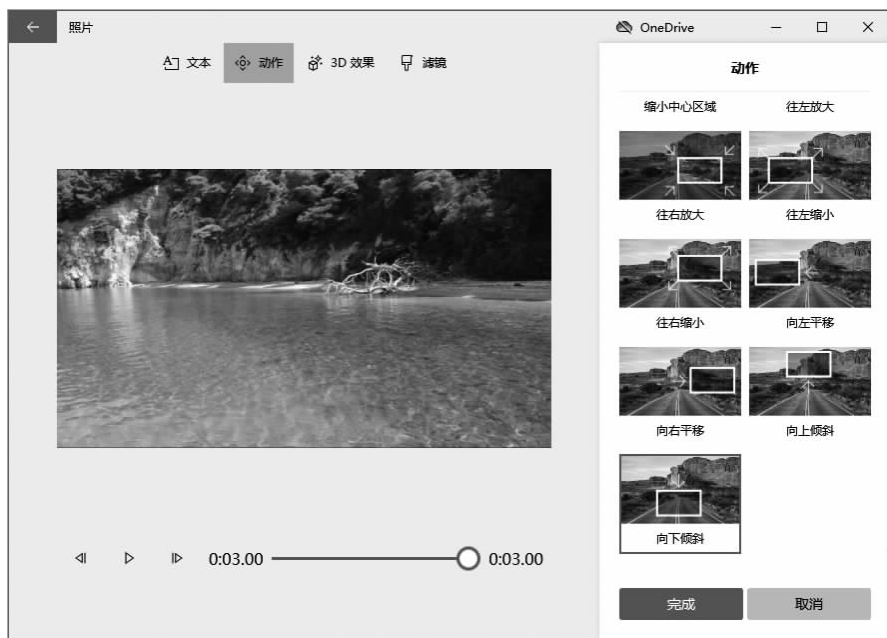 照片
OneDrive
文本 动作 3D 效果 滤镜
动作
缩小中心区域 往左放大
往右放大 往左缩小
往右缩小 向左平移
向右平移 向上倾斜
向下倾斜
0:03.00 0:03.00
完成 取消